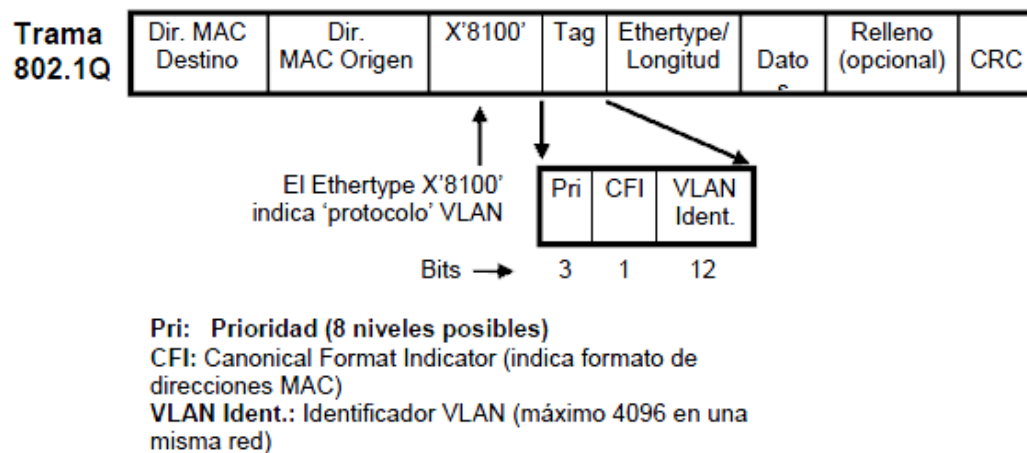 Trama
802.1Q
Dir. MAC
Destino
Dir.
MAC Origen
X'8100'
Tag
Ethertype/
Longitud
Dato
s
Relleno
(opcional)
CRC
El Ethertype X'8100'
indica ‘protocolo’ VLAN
Pri
CFI
VLAN
Ident.
Bits
3
1
12
Pri: Prioridad (8 niveles posibles)
CFI: Canonical Format Indicator (indica formato de
direcciones MAC)
VLAN Ident.: Identificador VLAN (máximo 4096 en una
misma red)